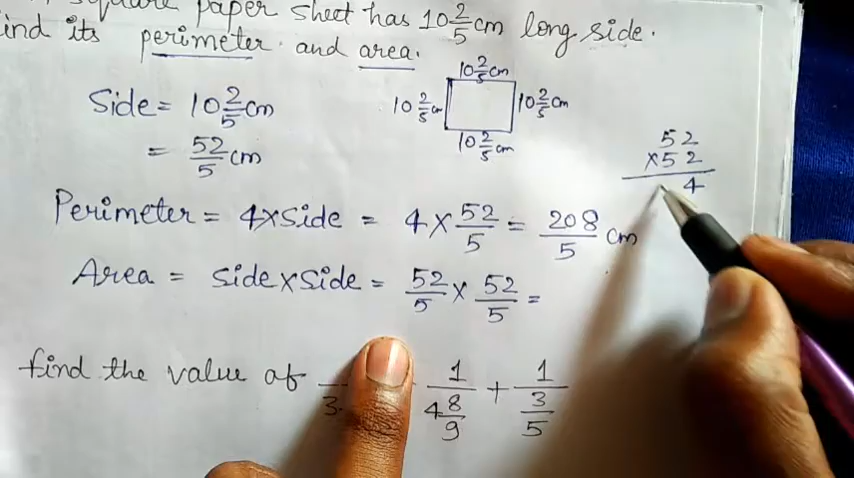 square paper sheet has 10 2/5 cm long side.
ind its perimeter and area.
10 2/5 cm
10 2/5 cm
10 2/5 cm
10 2/5 cm
Side = 10 2/5 cm
= 52/5 cm
52
×52
4
Perimeter = 4×side = 4 × 52/5 = 208/5 cm
Area = side×side = 52/5 × 52/5 =
find the value of 1/(4 8/9) + 1/(3/5)